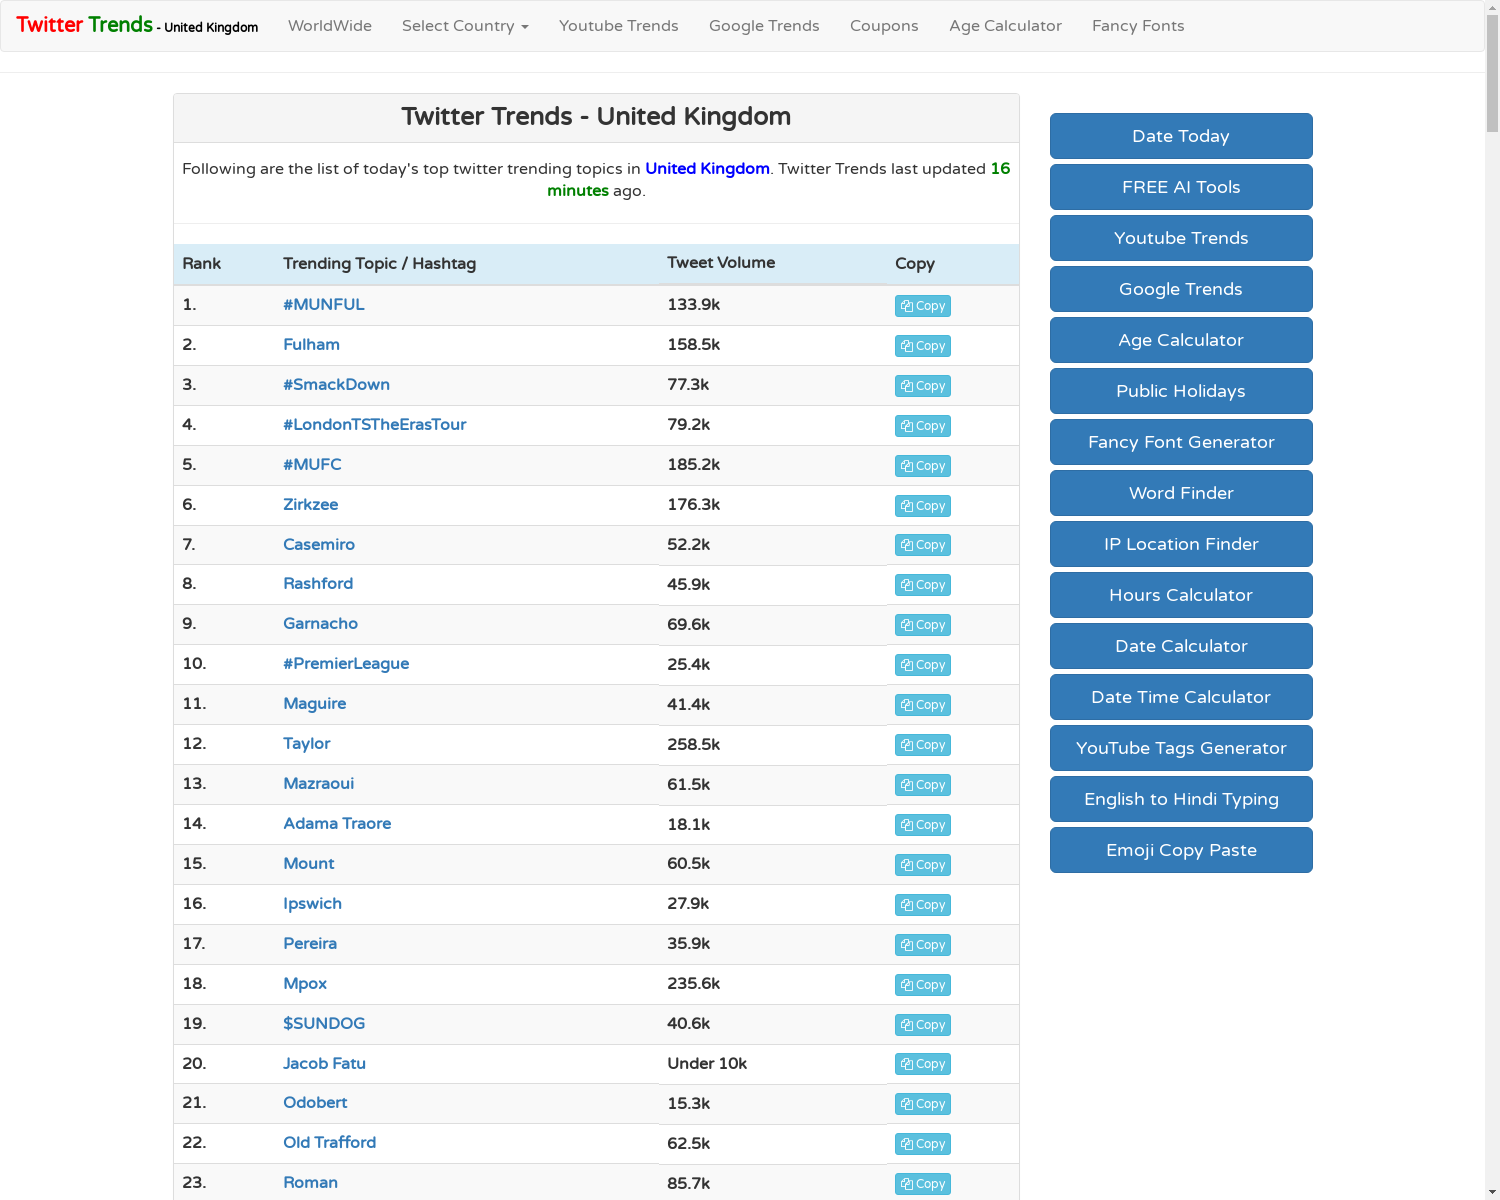 Twitter Trends - United Kingdom WorldWide Select Country Youtube Trends Google Trends Coupons Age Calculator Fancy Fonts
Twitter Trends - United Kingdom
Following are the list of today's top twitter trending topics in United Kingdom. Twitter Trends last updated 16
minutes ago.
Rank Trending Topic / Hashtag Tweet Volume Copy
1. #MUNFUL 133.9k Copy
2. Fulham 158.5k Copy
3. #SmackDown 77.3k Copy
4. #LondonTSTheErasTour 79.2k Copy
5. #MUFC 185.2k Copy
6. Zirkzee 176.3k Copy
7. Casemiro 52.2k Copy
8. Rashford 45.9k Copy
9. Garnacho 69.6k Copy
10. #PremierLeague 25.4k Copy
11. Maguire 41.4k Copy
12. Taylor 258.5k Copy
13. Mazraoui 61.5k Copy
14. Adama Traore 18.1k Copy
15. Mount 60.5k Copy
16. Ipswich 27.9k Copy
17. Pereira 35.9k Copy
18. Mpox 235.6k Copy
19. $SUNDOG 40.6k Copy
20. Jacob Fatu Under 10k Copy
21. Odobert 15.3k Copy
22. Old Trafford 62.5k Copy
23. Roman 85.7k Copy
Date Today
FREE AI Tools
Youtube Trends
Google Trends
Age Calculator
Public Holidays
Fancy Font Generator
Word Finder
IP Location Finder
Hours Calculator
Date Calculator
Date Time Calculator
YouTube Tags Generator
English to Hindi Typing
Emoji Copy Paste